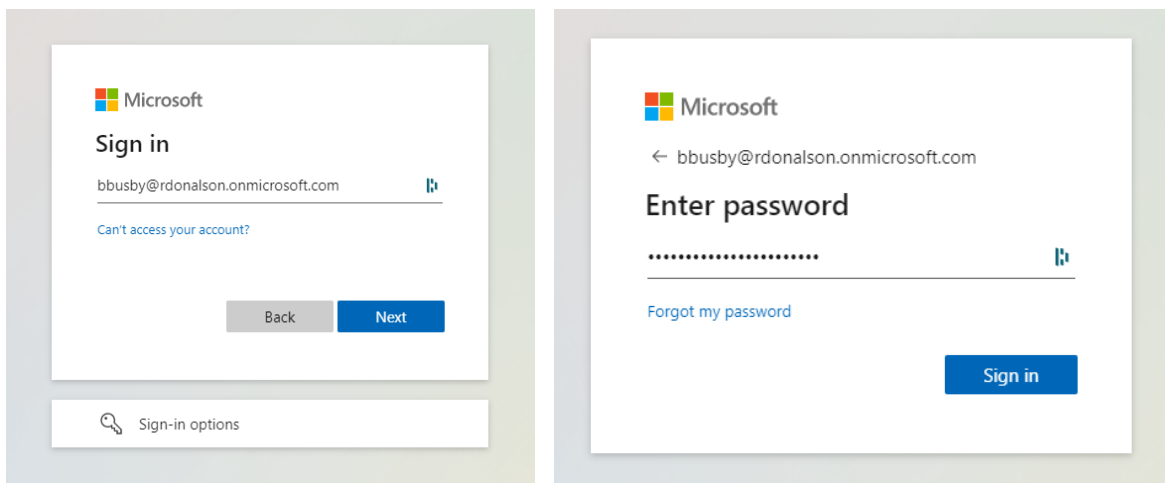 Microsoft
Sign in
bbusby@rdonalson.onmicrosoft.com
Can't access your account?
Back
Next
Sign-in options
Microsoft
← bbusby@rdonalson.onmicrosoft.com
Enter password
•••••••••••••••••••••••
Forgot my password
Sign in